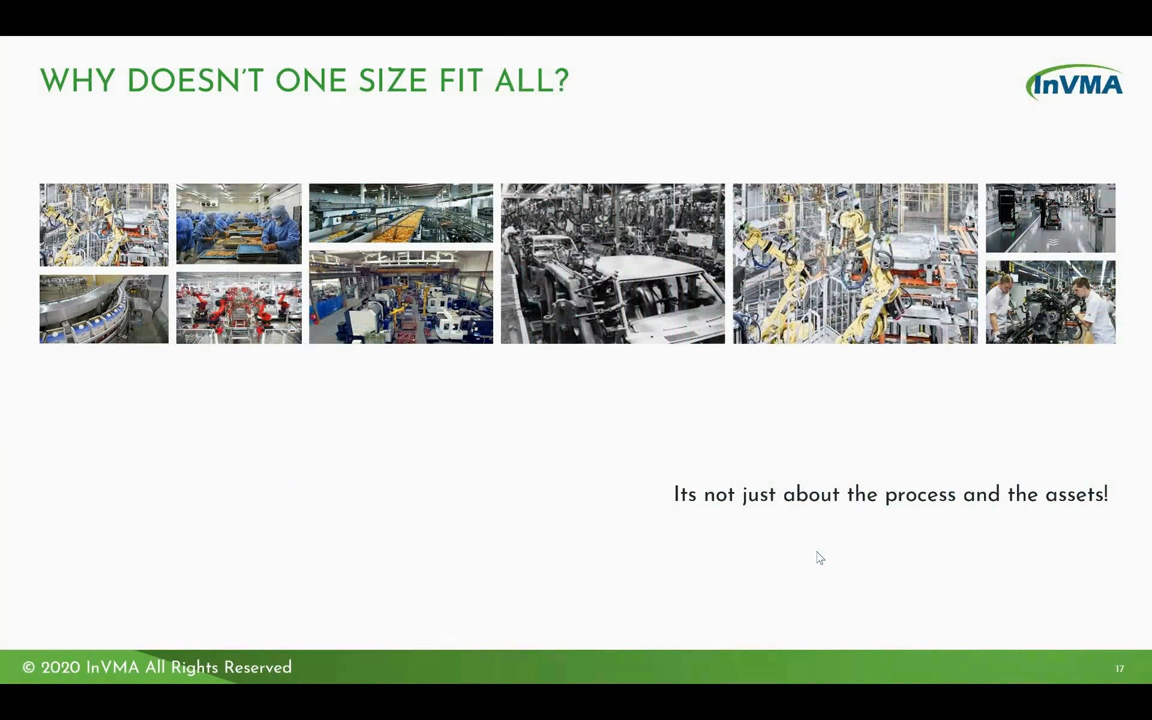 WHY DOESN'T ONE SIZE FIT ALL?
InVMA
Its not just about the process and the assets!
© 2020 InVMA All Rights Reserved
17